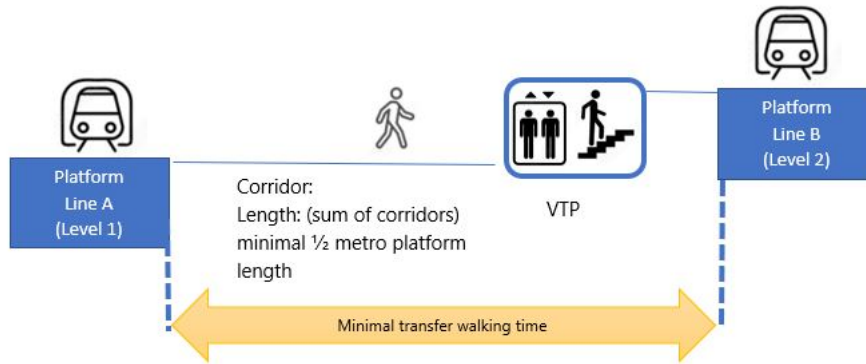 Platform
Line A
(Level 1)
Corridor:
Length: (sum of corridors)
minimal ½ metro platform
length
VTP
Platform
Line B
(Level 2)
Minimal transfer walking time